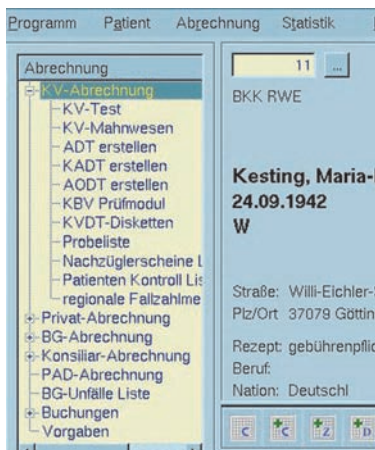 Programm Patient Abrechnung Statistik
Abrechnung
KV-Abrechnung
KV-Test
KV-Mahnwesen
ADT erstellen
KADT erstellen
AODT erstellen
KBV Prüfmodul
KVDT-Disketten
Probeliste
Nachzüglerscheine L
Patienten Kontroll Lis
regionale Fallzahlme
Privat-Abrechnung
BG-Abrechnung
Konsiliar-Abrechnung
PAD-Abrechnung
BG-Unfälle Liste
Buchungen
Vorgaben
11 ...
BKK RWE
Kesting, Maria-
24.09.1942
W
Straße: Willi-Eichler-
Plz/Ort 37079 Göttin
Rezept: gebührenpflic
Beruf:
Nation: Deutschl
C C Z D